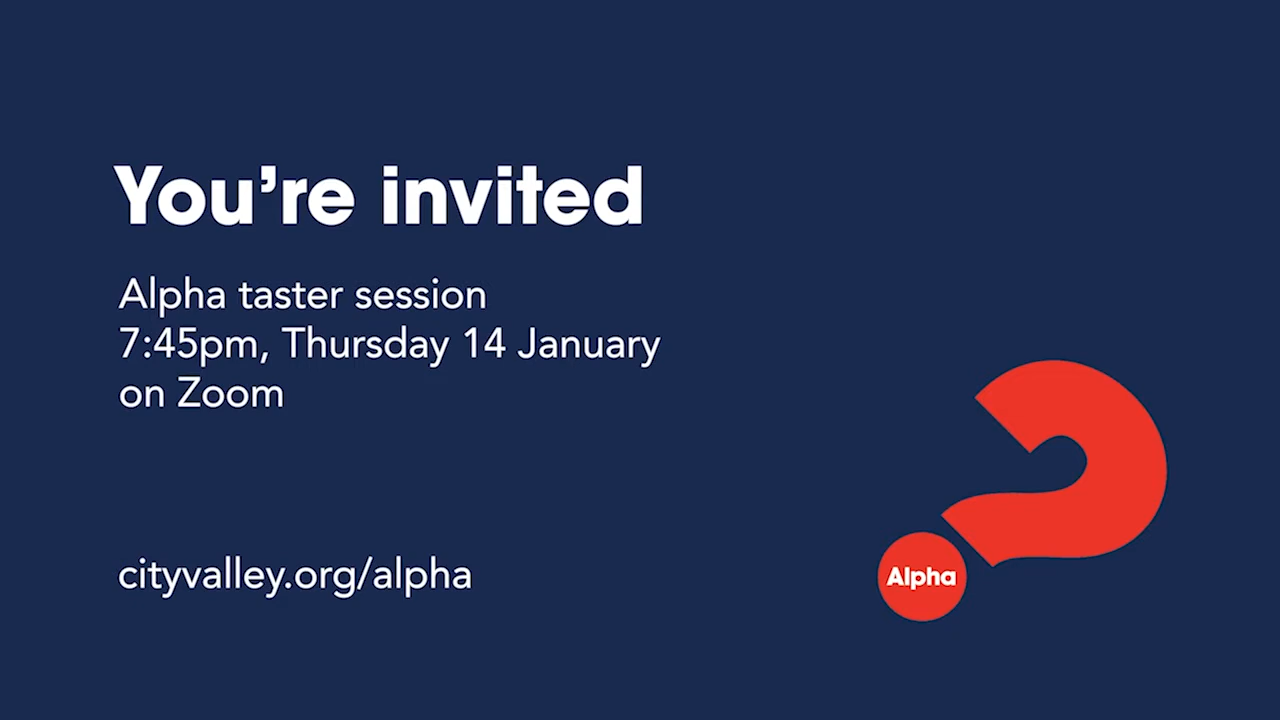 You’re invited
Alpha taster session
7:45pm, Thursday 14 January
on Zoom
cityvalley.org/alpha
Alpha